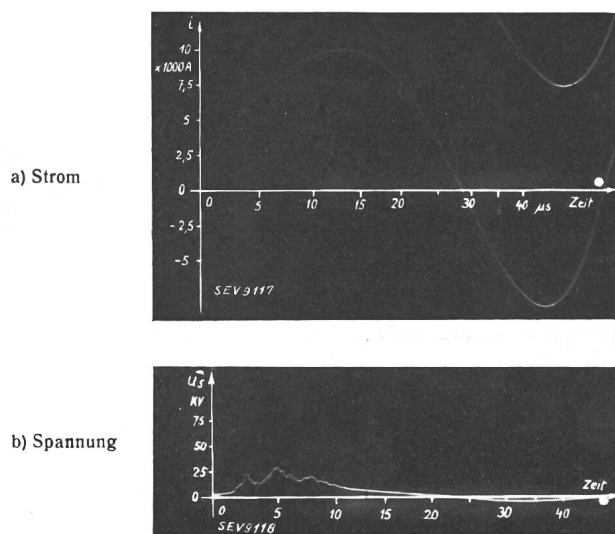 i
10
×1000 A
7,5
5
2,5
0
0 5 10 15 20 30 40 µs Zeit
-2,5
-5
SEV 9117
a) Strom
us
KV
75
50
25
0
Zeit
0 5 10 15 20 30 40
SEV 9118
b) Spannung